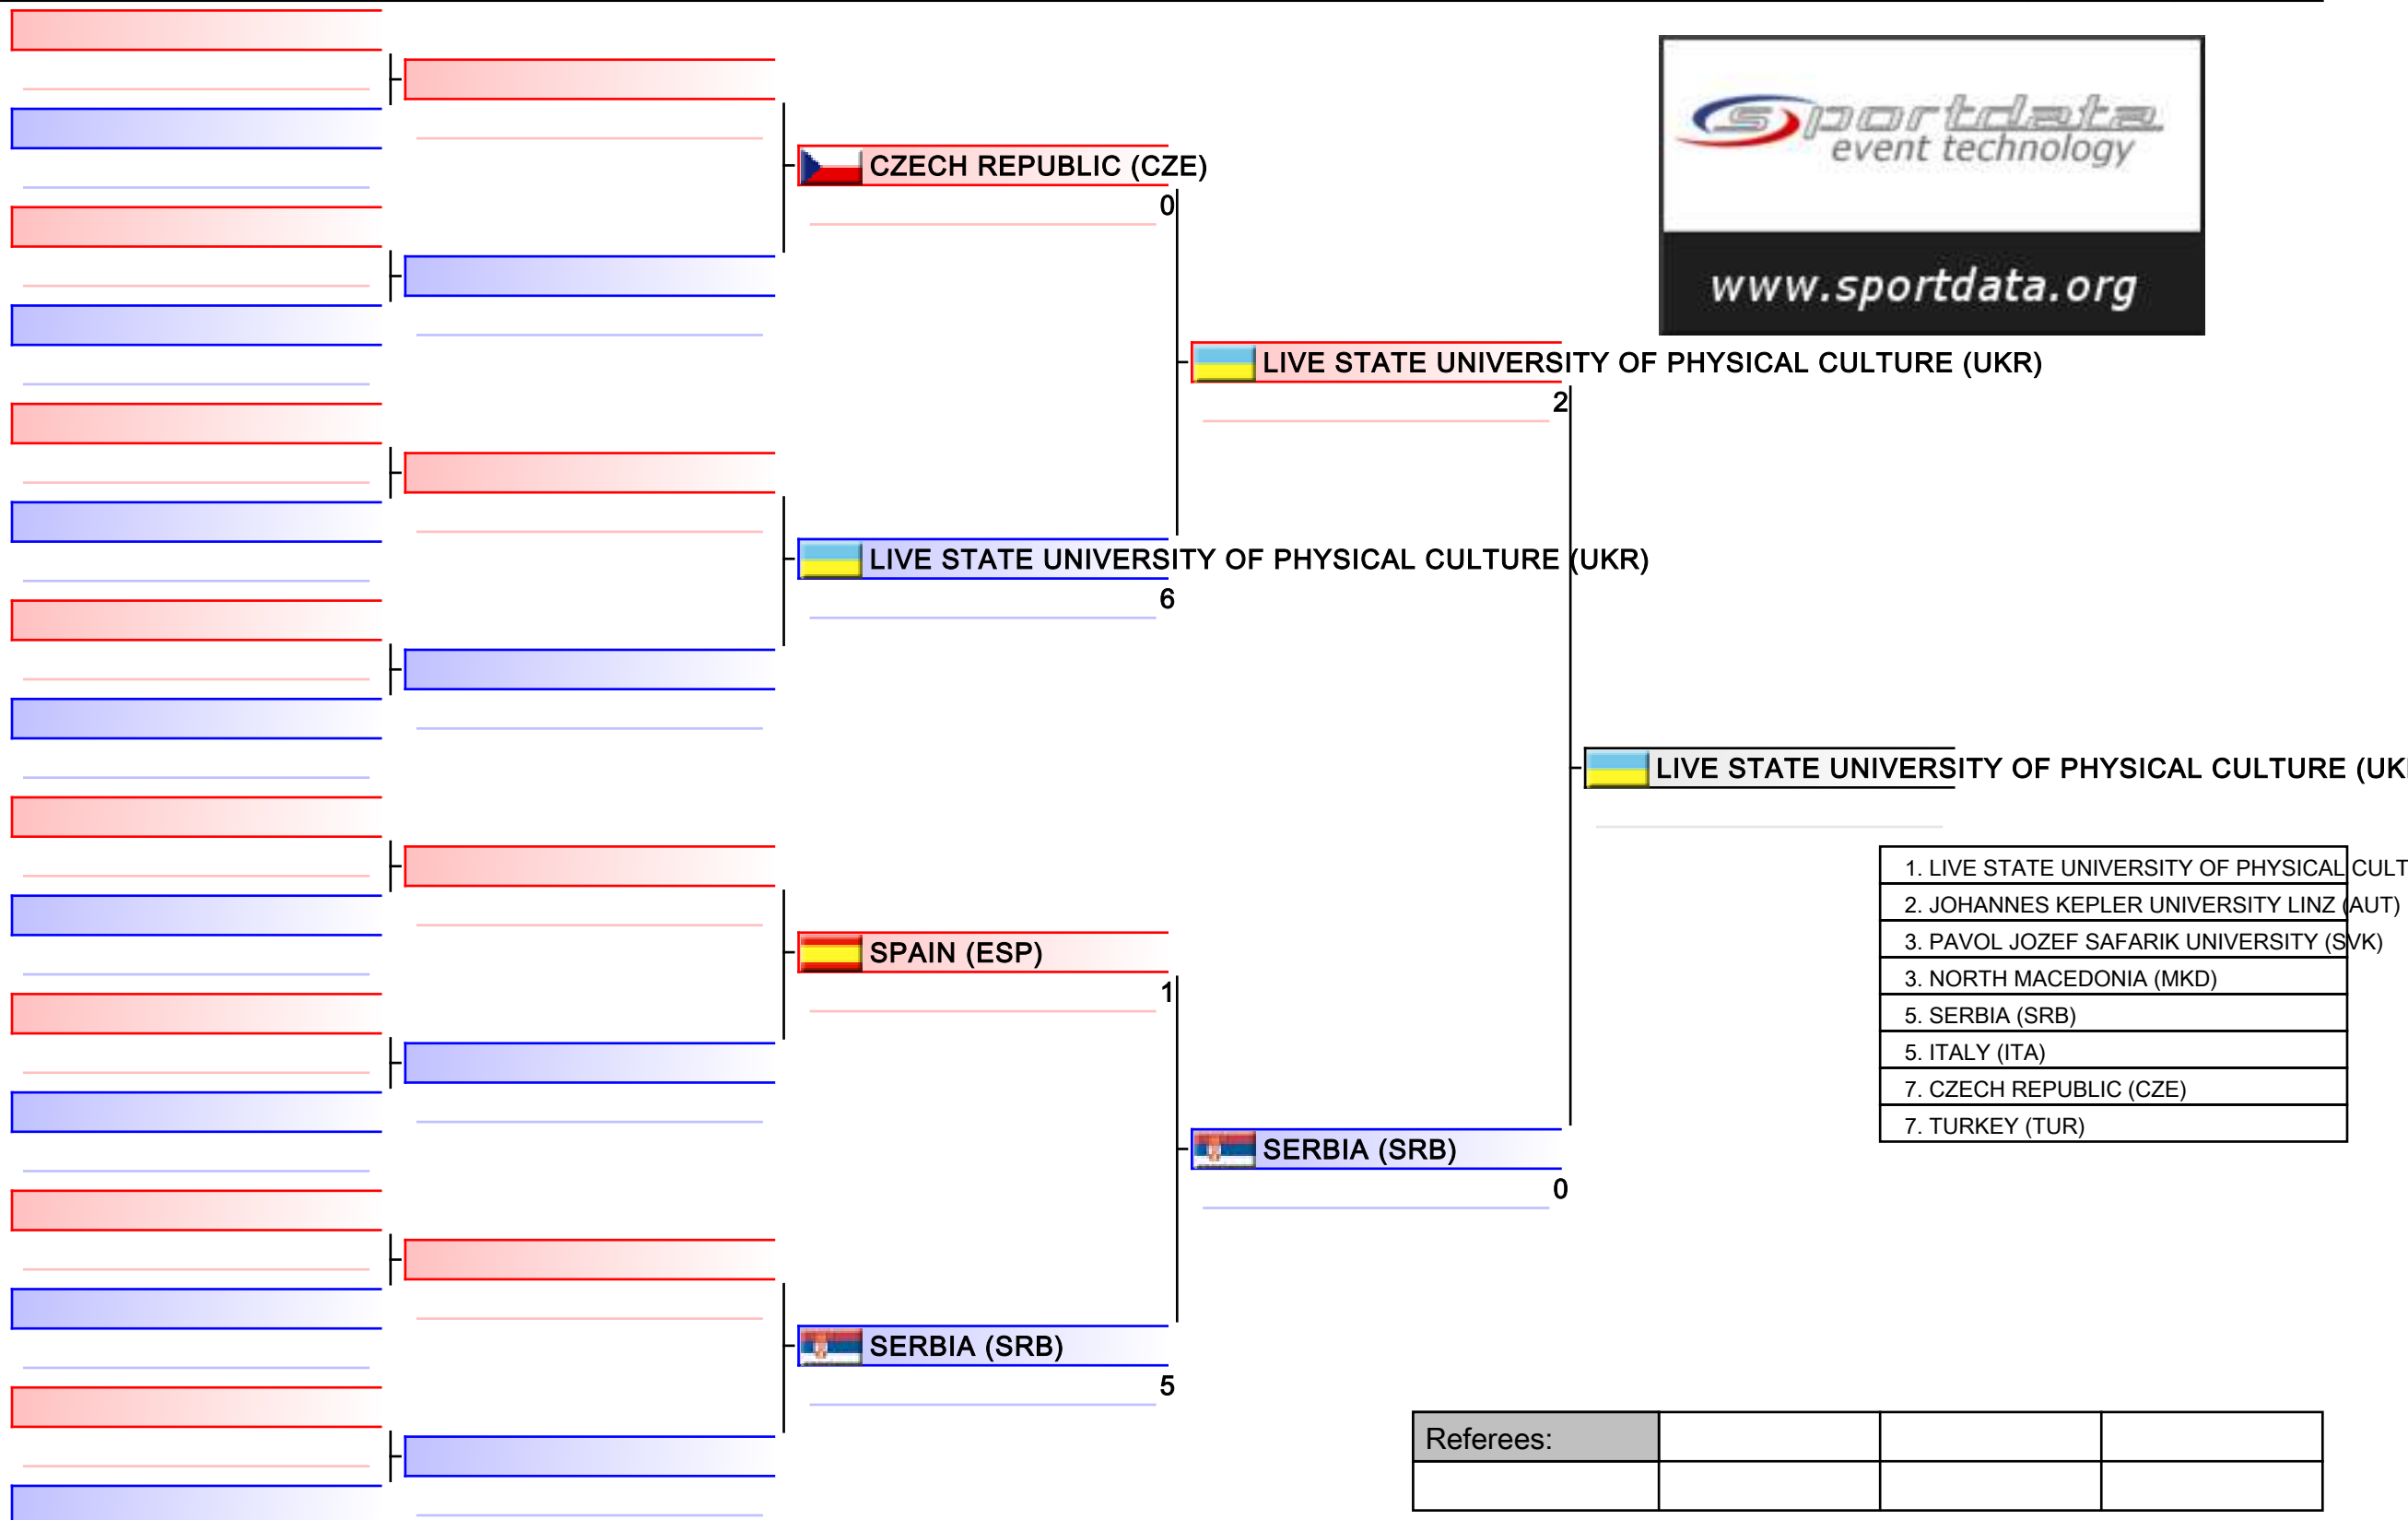 sportdata
event technology
www.sportdata.org
CZECH REPUBLIC (CZE)
0
LIVE STATE UNIVERSITY OF PHYSICAL CULTURE (UKR)
2
LIVE STATE UNIVERSITY OF PHYSICAL CULTURE (UKR)
6
LIVE STATE UNIVERSITY OF PHYSICAL CULTURE (UK
1. LIVE STATE UNIVERSITY OF PHYSICAL CULT
2. JOHANNES KEPLER UNIVERSITY LINZ (AUT)
3. PAVOL JOZEF SAFARIK UNIVERSITY (SVK)
3. NORTH MACEDONIA (MKD)
5. SERBIA (SRB)
5. ITALY (ITA)
7. CZECH REPUBLIC (CZE)
7. TURKEY (TUR)
SPAIN (ESP)
1
SERBIA (SRB)
0
SERBIA (SRB)
5
Referees: